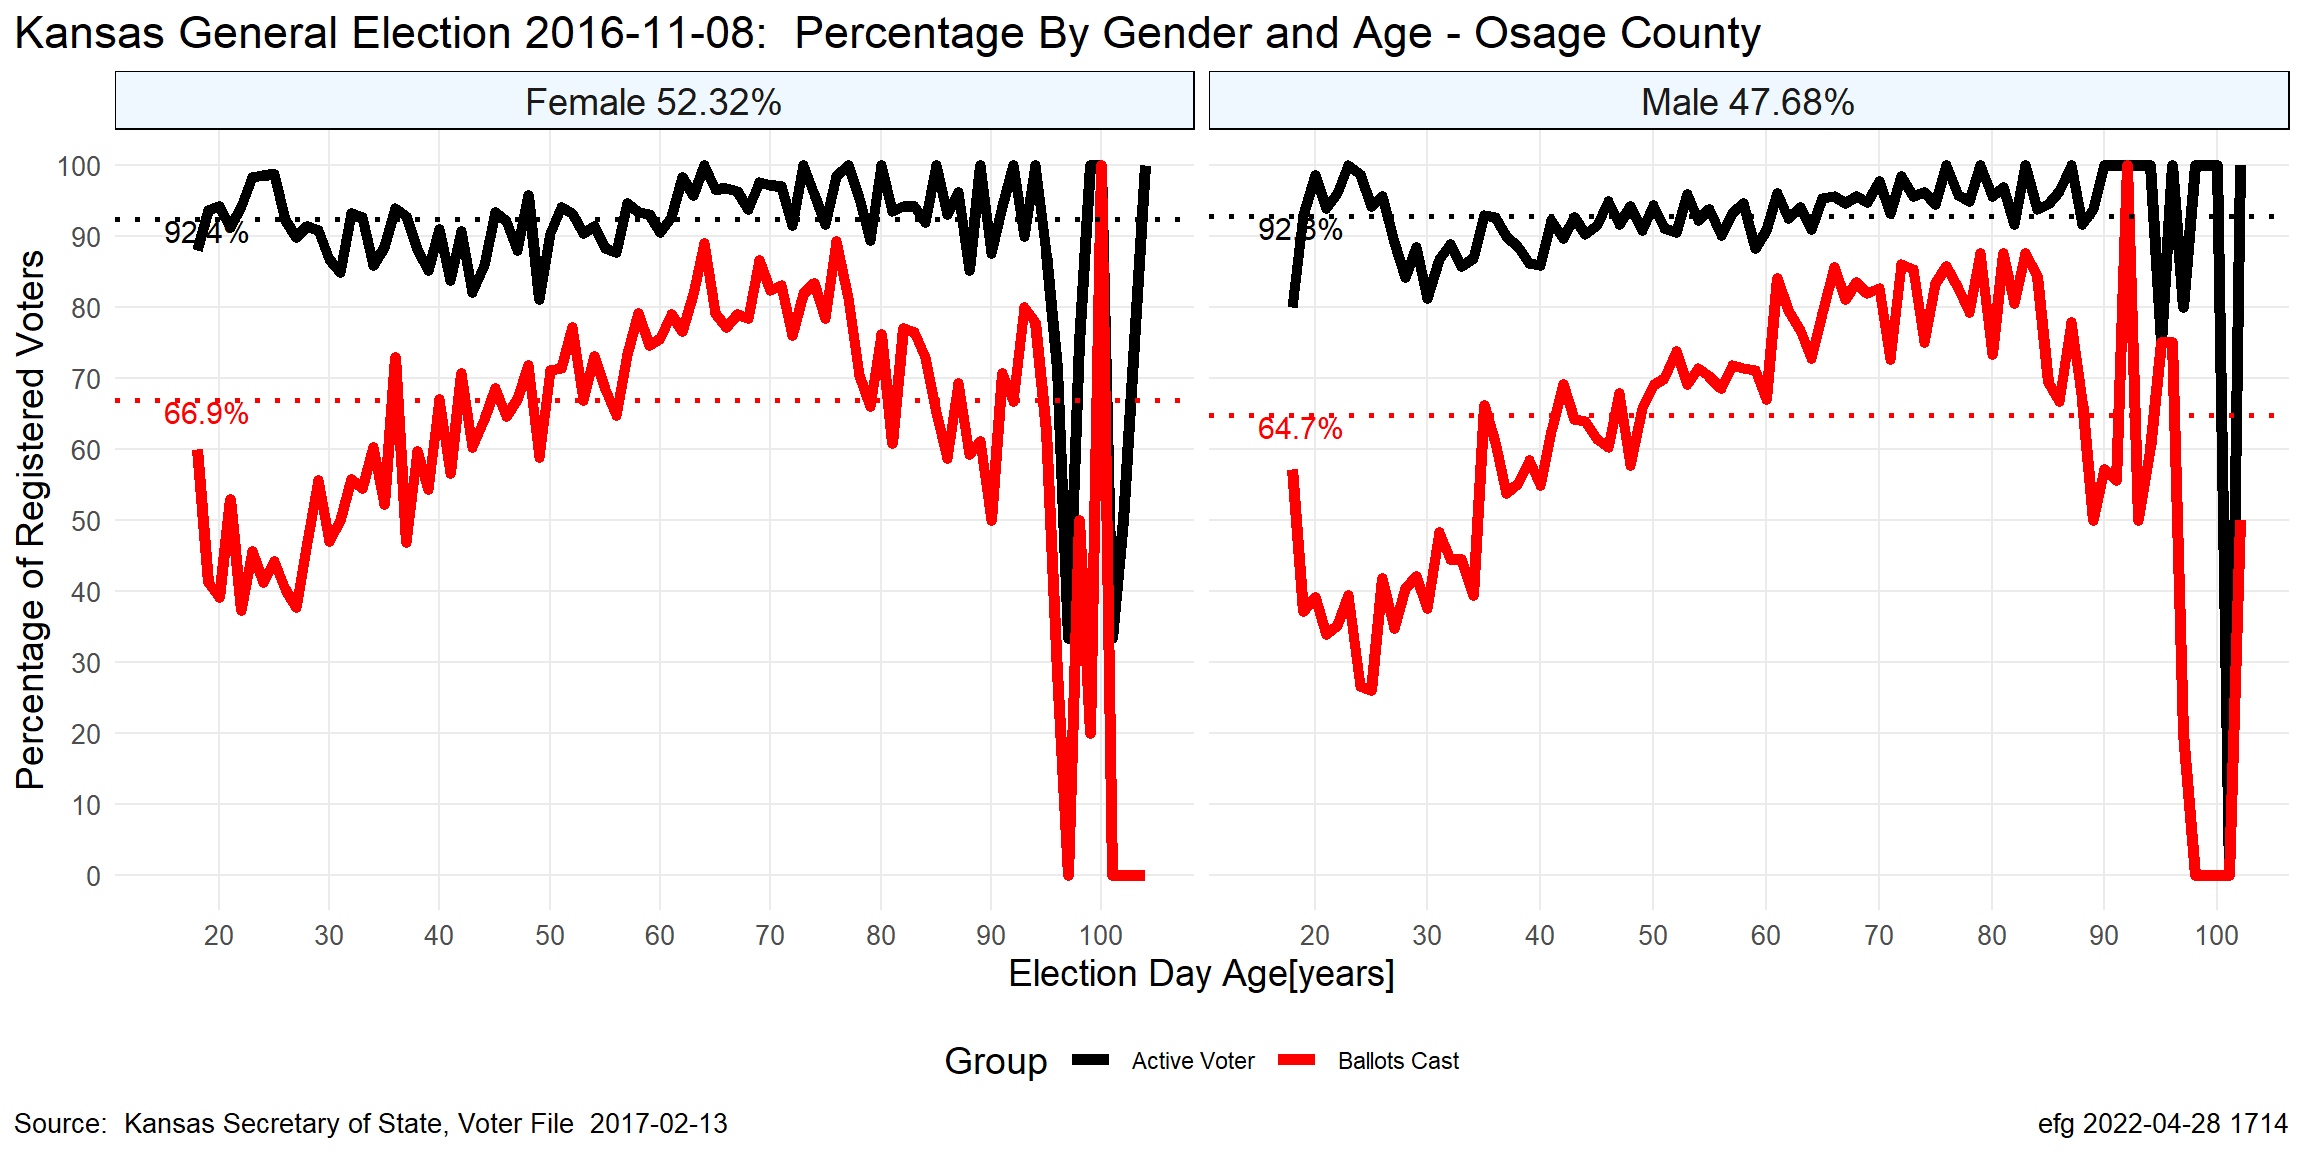 Kansas General Election 2016-11-08:  Percentage By Gender and Age - Osage County
Female 52.32%
Male 47.68%
Percentage of Registered Voters
100
90
80
70
60
50
40
30
20
10
0
92.4%
66.9%
64.7%
20 30 40 50 60 70 80 90 100
20 30 40 50 60 70 80 90 100
Election Day Age[years]
Group Active Voter Ballots Cast
Source:  Kansas Secretary of State, Voter File  2017-02-13
efg 2022-04-28 1714